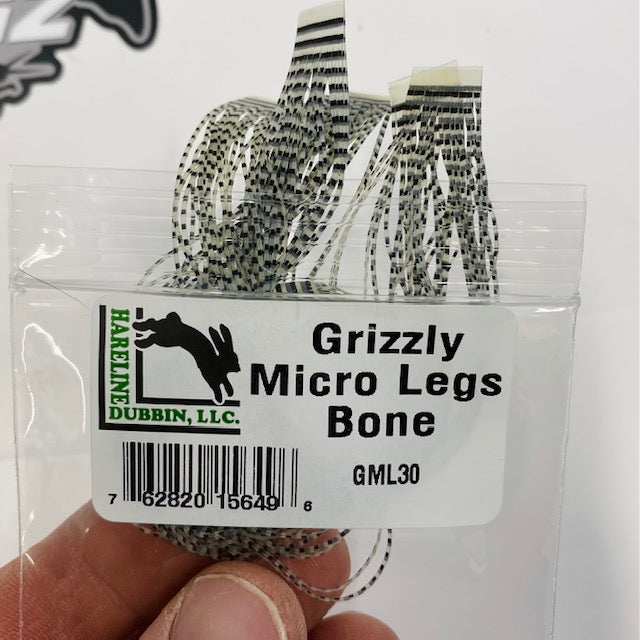 HARELINE
DUBBIN, LLC.
Grizzly
Micro Legs
Bone
GML30
7 62820 15649 6